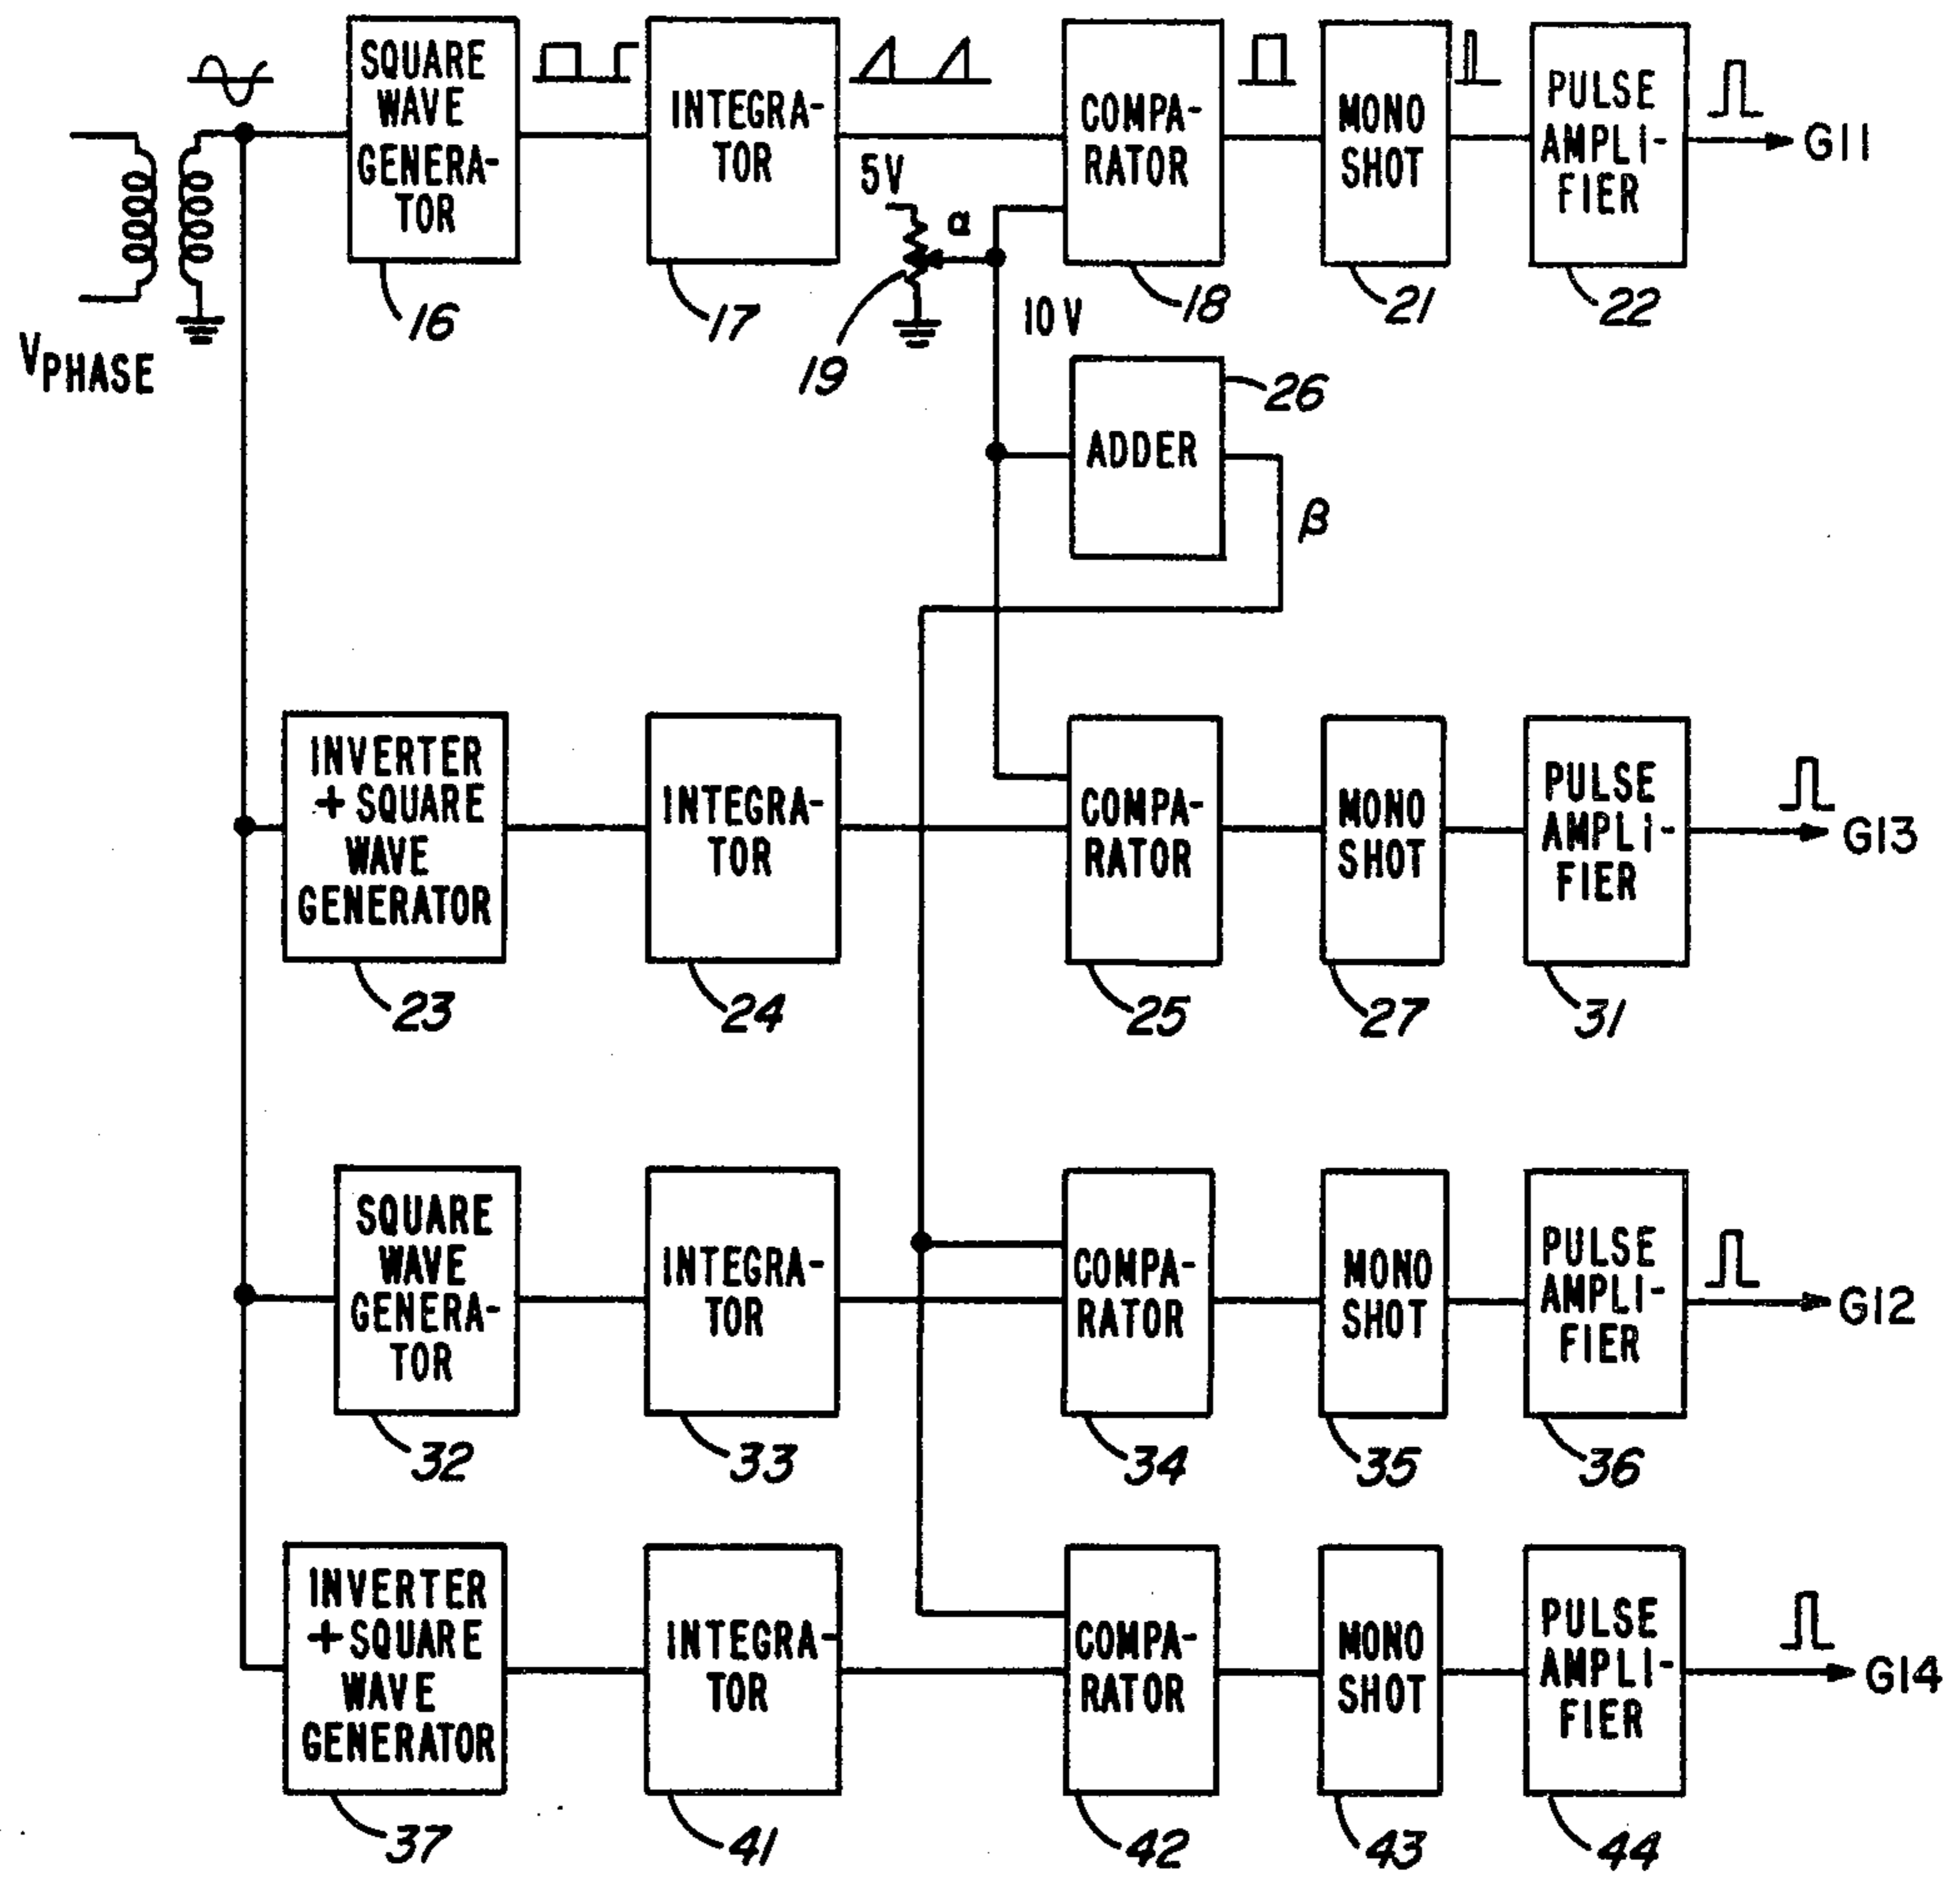 SQUARE
WAVE
GENERA-
TOR
INTEGRA-
TOR
COMPA-
RATOR
MONO
SHOT
PULSE
AMPLI-
FIER
G11
5V
α
16
17
18
21
22
10V
19
VPHASE
ADDER
26
β
INVERTER
+SQUARE
WAVE
GENERATOR
INTEGRA-
TOR
COMPA-
RATOR
MONO
SHOT
PULSE
AMPLI-
FIER
G13
23
24
25
27
31
SQUARE
WAVE
GENERA-
TOR
INTEGRA-
TOR
COMPA-
RATOR
MONO
SHOT
PULSE
AMPLI-
FIER
G12
32
33
34
35
36
INVERTER
+SQUARE
WAVE
GENERATOR
INTEGRA-
TOR
COMPA-
RATOR
MONO
SHOT
PULSE
AMPLI-
FIER
G14
37
41
42
43
44